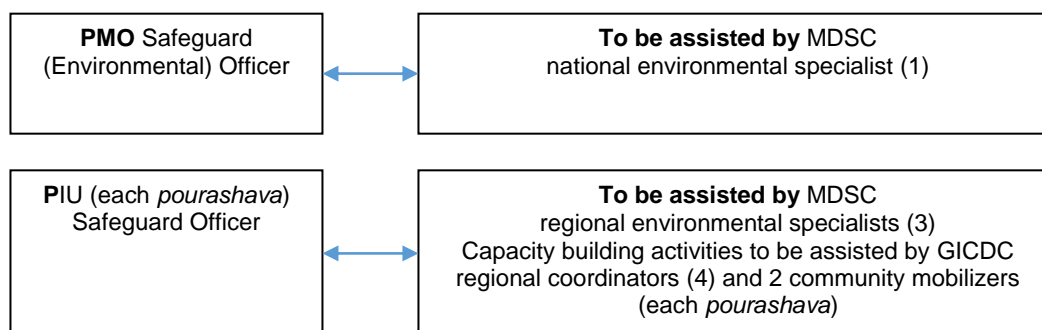 PMO Safeguard
(Environmental) Officer
To be assisted by MDSC
national environmental specialist (1)
PIU (each pourashava)
Safeguard Officer
To be assisted by MDSC
regional environmental specialists (3)
Capacity building activities to be assisted by GICDC
regional coordinators (4) and 2 community mobilizers
(each pourashava)